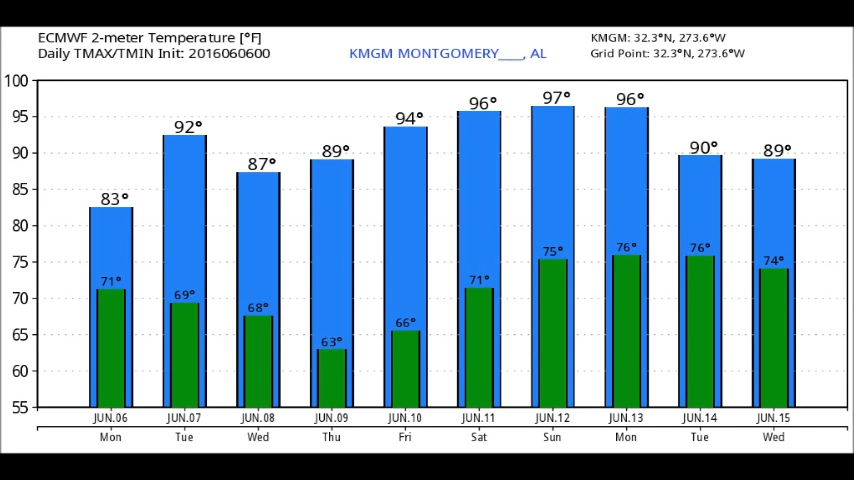 ECMWF 2-meter Temperature [°F]
Daily TMAX/TMIN Init: 2016060600
KMGM MONTGOMERY____, AL
KMGM: 32.3°N, 273.6°W
Grid Point: 32.3°N, 273.6°W
100
95
90
85
80
75
70
65
60
55
83° 92° 87° 89° 94° 96° 97° 96° 90° 89°
71° 69° 68° 63° 66° 71° 75° 76° 76° 74°
JUN.06 JUN.07 JUN.08 JUN.09 JUN.10 JUN.11 JUN.12 JUN.13 JUN.14 JUN.15
Mon Tue Wed Thu Fri Sat Sun Mon Tue Wed